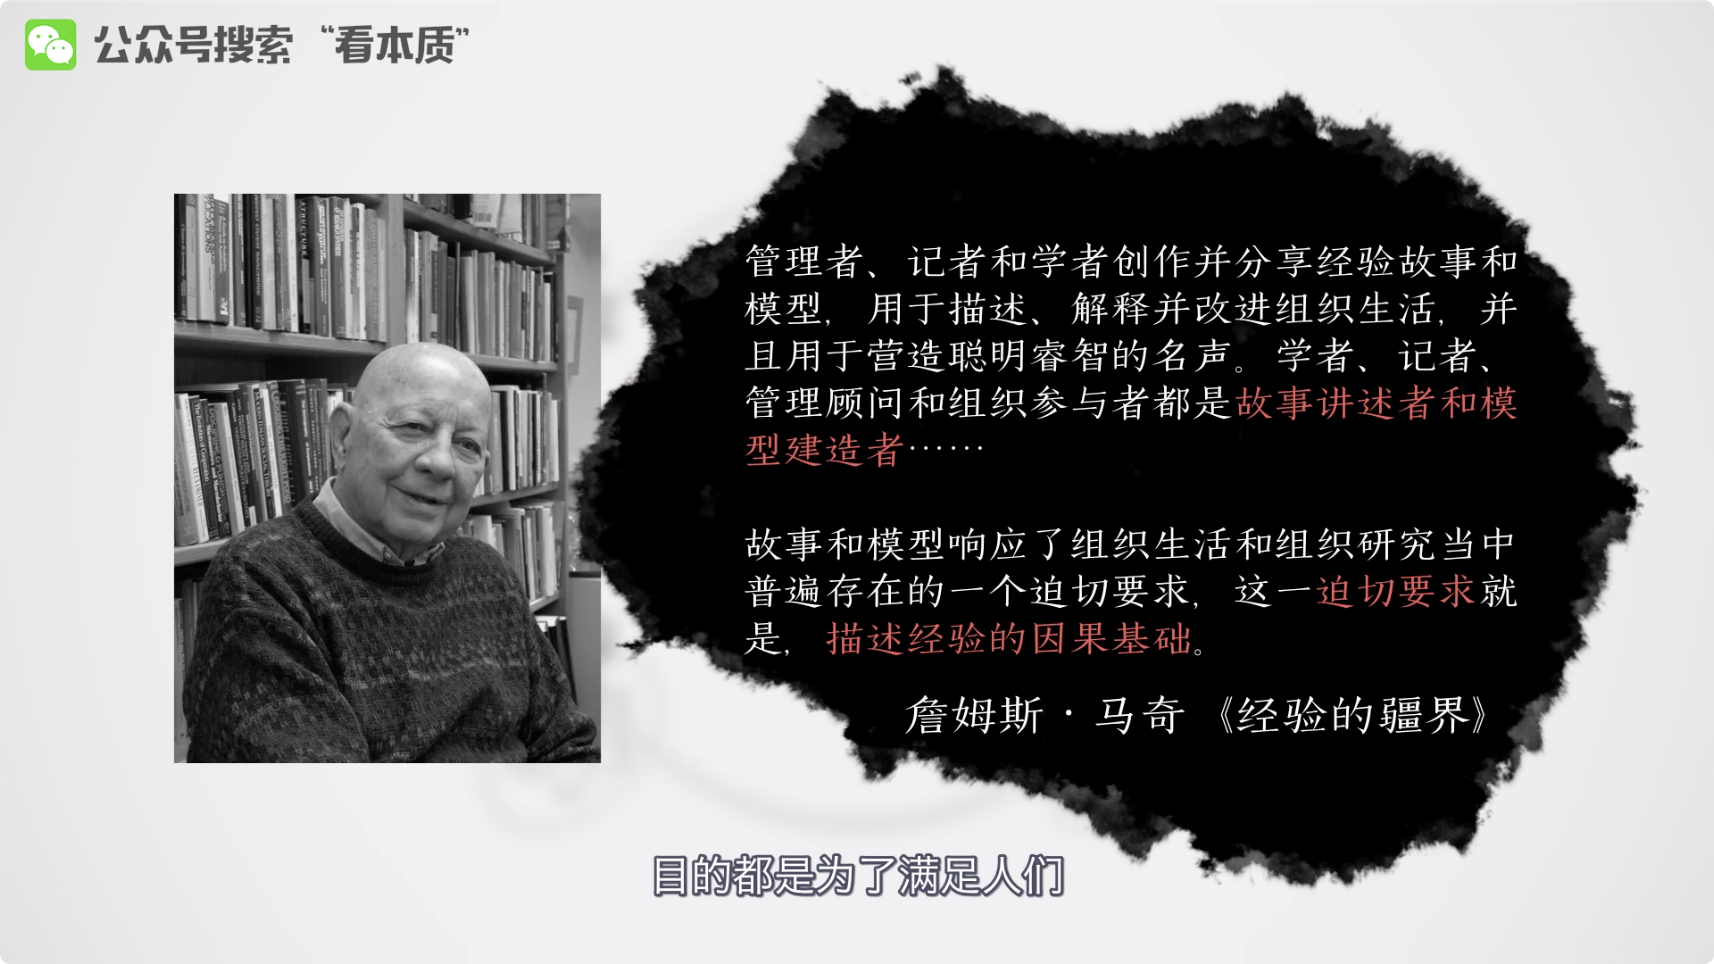 公众号搜索“看本质”
管理者、记者和学者创作并分享经验故事和
模型，用于描述、解释并改进组织生活，并
且用于营造聪明睿智的名声。学者、记者、
管理顾问和组织参与者都是故事讲述者和模
型建造者……
故事和模型响应了组织生活和组织研究当中
普遍存在的一个迫切要求，这一迫切要求就
是，描述经验的因果基础。
詹姆斯·马奇《经验的疆界》
目的都是为了满足人们